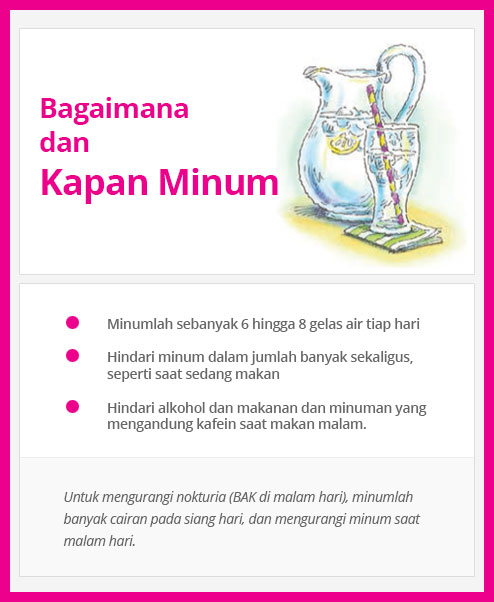 Bagaimana
dan
Kapan Minum
Minumlah sebanyak 6 hingga 8 gelas air tiap hari
Hindari minum dalam jumlah banyak sekaligus,
seperti saat sedang makan
Hindari alkohol dan makanan dan minuman yang
mengandung kafein saat makan malam.
Untuk mengurangi nokturia (BAK di malam hari), minumlah
banyak cairan pada siang hari, dan mengurangi minum saat
malam hari.